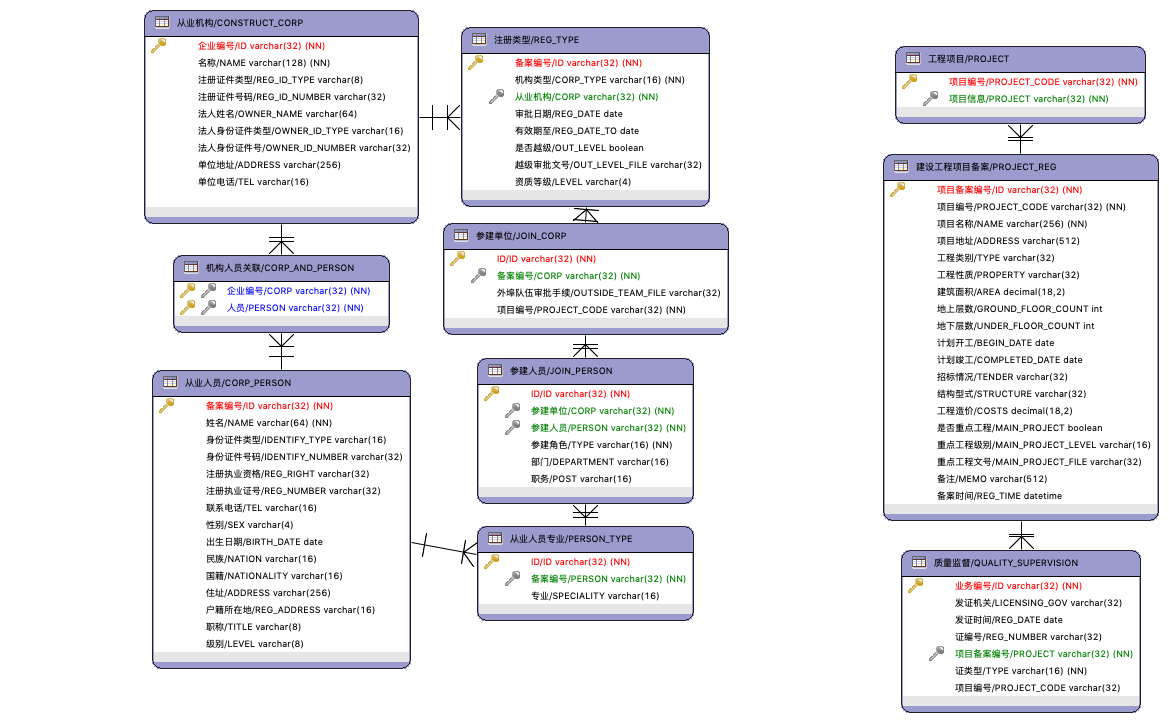 从业机构/CONSTRUCT_CORP
企业编号/ID varchar(32) (NN)
名称/NAME varchar(128) (NN)
注册证件类型/REG_ID_TYPE varchar(8)
注册证件号码/REG_ID_NUMBER varchar(32)
法人姓名/OWNER_NAME varchar(64)
法人身份证件类型/OWNER_ID_TYPE varchar(16)
法人身份证件号/OWNER_ID_NUMBER varchar(32)
单位地址/ADDRESS varchar(256)
单位电话/TEL varchar(16)
机构人员关联/CORP_AND_PERSON
企业编号/CORP varchar(32) (NN)
人员/PERSON varchar(32) (NN)
从业人员/CORP_PERSON
备案编号/ID varchar(32) (NN)
姓名/NAME varchar(64) (NN)
身份证件类型/IDENTIFY_TYPE varchar(16)
身份证件号码/IDENTIFY_NUMBER varchar(32)
注册执业资格/REG_RIGHT varchar(32)
注册执业证号/REG_NUMBER varchar(32)
联系电话/TEL varchar(16)
性别/SEX varchar(4)
出生日期/BIRTH_DATE date
民族/NATION varchar(16)
国籍/NATIONALITY varchar(16)
住址/ADDRESS varchar(256)
户籍所在地/REG_ADDRESS varchar(16)
职称/TITLE varchar(8)
级别/LEVEL varchar(8)
注册类型/REG_TYPE
备案编号/ID varchar(32) (NN)
机构类型/CORP_TYPE varchar(16) (NN)
从业机构/CORP varchar(32) (NN)
审批日期/REG_DATE date
有效期至/REG_DATE_TO date
是否越级/OUT_LEVEL boolean
越级审批文号/OUT_LEVEL_FILE varchar(32)
资质等级/LEVEL varchar(4)
参建单位/JOIN_CORP
ID/ID varchar(32) (NN)
备案编号/CORP varchar(32) (NN)
外埠队伍审批手续/OUTSIDE_TEAM_FILE varchar(32)
项目编号/PROJECT_CODE varchar(32) (NN)
参建人员/JOIN_PERSON
ID/ID varchar(32) (NN)
参建单位/CORP varchar(32) (NN)
参建人员/PERSON varchar(32) (NN)
参建角色/TYPE varchar(16) (NN)
部门/DEPARTMENT varchar(16)
职务/POST varchar(16)
从业人员专业/PERSON_TYPE
ID/ID varchar(32) (NN)
备案编号/PERSON varchar(32) (NN)
专业/SPECIALITY varchar(16)
工程项目/PROJECT
项目编号/PROJECT_CODE varchar(32) (NN)
项目信息/PROJECT varchar(32) (NN)
建设工程项目备案/PROJECT_REG
项目备案编号/ID varchar(32) (NN)
项目编号/PROJECT_CODE varchar(32) (NN)
项目名称/NAME varchar(256) (NN)
项目地址/ADDRESS varchar(512)
工程类别/TYPE varchar(32)
工程性质/PROPERTY varchar(32)
建筑面积/AREA decimal(18,2)
地上层数/GROUND_FLOOR_COUNT int
地下层数/UNDER_FLOOR_COUNT int
计划开工/BEGIN_DATE date
计划竣工/COMPLETED_DATE date
招标情况/TENDER varchar(32)
结构型式/STRUCTURE varchar(32)
工程造价/COSTS decimal(18,2)
是否重点工程/MAIN_PROJECT boolean
重点工程级别/MAIN_PROJECT_LEVEL varchar(16)
重点工程文号/MAIN_PROJECT_FILE varchar(32)
备注/MEMO varchar(512)
备案时间/REG_TIME datetime
质量监督/QUALITY_SUPERVISION
业务编号/ID varchar(32) (NN)
发证机关/LICENSING_GOV varchar(32)
发证时间/REG_DATE date
证编号/REG_NUMBER varchar(32)
项目备案编号/PROJECT varchar(32) (NN)
证类型/TYPE varchar(16) (NN)
项目编号/PROJECT_CODE varchar(32)